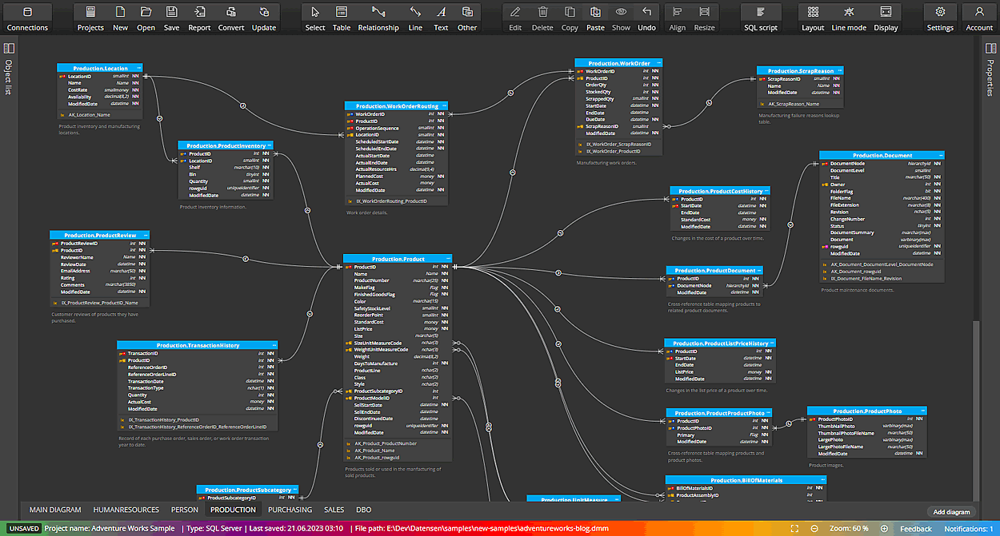 Connections Projects New Open Save Report Convert Update Select Table Relationship Line Text Other Edit Delete Copy Paste Show Undo Align Resize SQL script Layout Line mode Display Settings Account
Object list
Properties
Production.Location
LocationID smallint NN
Name Name NN
CostRate smallmoney NN
Availability decimal(8,2) NN
ModifiedDate datetime NN
AK_Location_Name
Product inventory and manufacturing
locations.
Production.ProductInventory
ProductID int NN
LocationID smallint NN
Shelf nvarchar(10) NN
Bin tinyint NN
Quantity smallint NN
rowguid uniqueidentifier NN
ModifiedDate datetime NN
Product inventory information.
Production.ProductReview
ProductReviewID int NN
ProductID int NN
ReviewerName Name NN
ReviewDate datetime NN
EmailAddress nvarchar(50) NN
Rating int NN
Comments nvarchar(3850)
ModifiedDate datetime NN
IX_ProductReview_ProductID_Name
Customer reviews of products they have
purchased.
Production.TransactionHistory
TransactionID int NN
ProductID int NN
ReferenceOrderID int NN
ReferenceOrderLineID int NN
TransactionDate datetime NN
TransactionType nchar(1) NN
Quantity int NN
ActualCost money NN
ModifiedDate datetime NN
IX_TransactionHistory_ProductID
IX_TransactionHistory_ReferenceOrderID_ReferenceOrderLineID
Record of each purchase order, sales order, or work order transaction
year to date.
Production.ProductSubcategory
ProductSubcategoryID int NN
Production.WorkOrderRouting
WorkOrderID int NN
ProductID int NN
OperationSequence smallint NN
LocationID smallint NN
ScheduledStartDate datetime NN
ScheduledEndDate datetime NN
ActualStartDate datetime
ActualEndDate datetime
ActualResourceHrs decimal(9,4)
PlannedCost money NN
ActualCost money
ModifiedDate datetime NN
IX_WorkOrderRouting_ProductID
Work order details.
Production.Product
ProductID int NN
Name Name NN
ProductNumber nvarchar(25) NN
MakeFlag Flag NN
FinishedGoodsFlag Flag NN
Color nvarchar(15)
SafetyStockLevel smallint NN
ReorderPoint smallint NN
StandardCost money NN
ListPrice money NN
Size nvarchar(5)
SizeUnitMeasureCode nchar(3)
WeightUnitMeasureCode nchar(3)
Weight decimal(8,2)
DaysToManufacture int NN
ProductLine nchar(2)
Class nchar(2)
Style nchar(2)
ProductSubcategoryID int
ProductModelID int
SellStartDate datetime NN
SellEndDate datetime
DiscontinuedDate datetime
rowguid uniqueidentifier NN
ModifiedDate datetime NN
AK_Product_ProductNumber
AK_Product_Name
AK_Product_rowguid
Products sold or used in the manfacturing of
sold products.
Production.UnitMeasure
Production.WorkOrder
WorkOrderID int NN
ProductID int NN
OrderQty int NN
StockedQty int NN
ScrappedQty smallint NN
StartDate datetime NN
EndDate datetime
DueDate datetime NN
ScrapReasonID smallint
ModifiedDate datetime NN
IX_WorkOrder_ScrapReasonID
IX_WorkOrder_ProductID
Manufacturing work orders.
Production.ScrapReason
ScrapReasonID smallint NN
Name Name NN
ModifiedDate datetime NN
AK_ScrapReason_Name
Manufacturing failure reasons lookup
table.
Production.ProductCostHistory
ProductID int NN
StartDate datetime NN
EndDate datetime
StandardCost money NN
ModifiedDate datetime NN
Changes in the cost of a product over time.
Production.Document
DocumentNode hierarchyid NN
DocumentLevel smallint
Title nvarchar(50) NN
Owner int NN
FolderFlag bit NN
FileName nvarchar(400) NN
FileExtension nvarchar(8) NN
Revision nchar(5) NN
ChangeNumber int NN
Status tinyint NN
DocumentSummary nvarchar(max)
Document varbinary(max)
rowguid uniqueidentifier NN
ModifiedDate datetime NN
AK_Document_DocumentLevel_DocumentNode
AK_Document_rowguid
IX_Document_FileName_Revision
Product maintenance documents.
Production.ProductDocument
ProductID int NN
DocumentNode hierarchyid NN
ModifiedDate datetime NN
Cross-reference table mapping products to
related product documents.
Production.ProductListPriceHistory
ProductID int NN
StartDate datetime NN
EndDate datetime
ListPrice money NN
ModifiedDate datetime NN
Changes in the list price of a product over time.
Production.ProductProductPhoto
ProductID int NN
ProductPhotoID int NN
Primary Flag NN
ModifiedDate datetime NN
Cross-reference table mapping products and
product photos.
Production.ProductPhoto
ProductPhotoID int NN
ThumbNailPhoto varbinary(max)
ThumbnailPhotoFileName nvarchar(50)
LargePhoto varbinary(max)
LargePhotoFileName nvarchar(50)
ModifiedDate datetime NN
Product images.
Production.BillOfMaterials
BillOfMaterialsID int NN
ProductAssemblyID int
MAIN DIAGRAM HUMANRESOURCES PERSON PRODUCTION PURCHASING SALES DBO Add diagram
UNSAVED Project name: Adventure Works Sample | Type: SQL Server | Last saved: 21.06.2023 03:10 | File path: E:\Dev\Datensen\samples\new-samples\adventureworks-blog.dmm Zoom: 60 % Feedback Notifications: 1